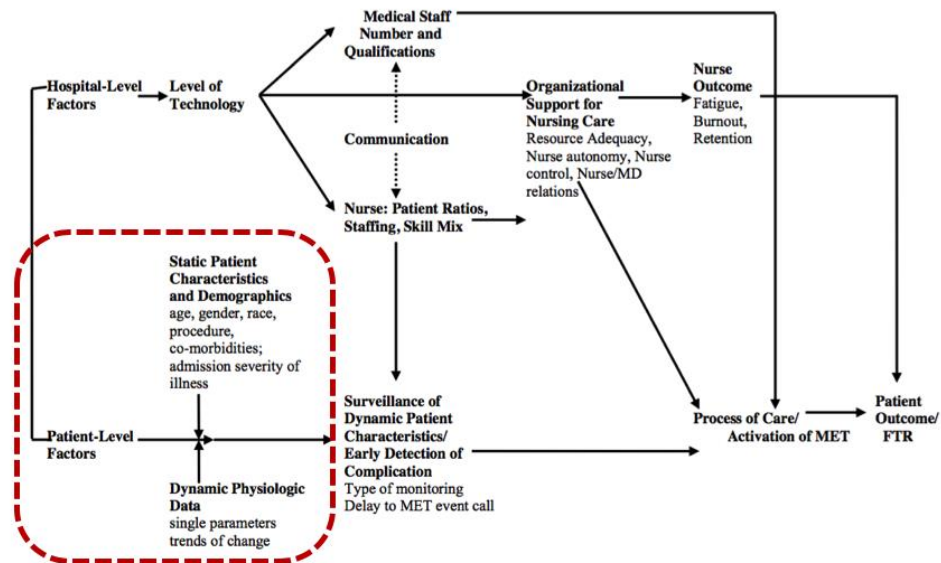 Medical Staff
Number and
Qualifications
Hospital-Level
Factors
Level of
Technology
Communication
Organizational
Support for
Nursing Care
Resource Adequacy,
Nurse autonomy, Nurse
control, Nurse/MD
relations
Nurse
Outcome
Fatigue,
Burnout,
Retention
Nurse: Patient Ratios,
Staffing, Skill Mix
Static Patient
Characteristics
and Demographics
age, gender, race,
procedure,
co-morbidities;
admission severity of
illness
Patient-Level
Factors
Dynamic Physiologic
Data
single parameters
trends of change
Surveillance of
Dynamic Patient
Characteristics/
Early Detection of
Complication
Type of monitoring
Delay to MET event call
Process of Care/
Activation of MET
Patient
Outcome/
FTR